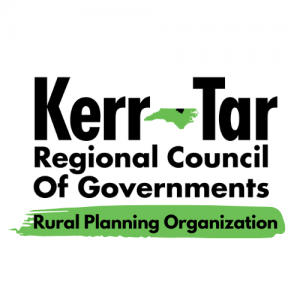 Kerr Tar
Regional Council
Of Governments
Rural Planning Organization